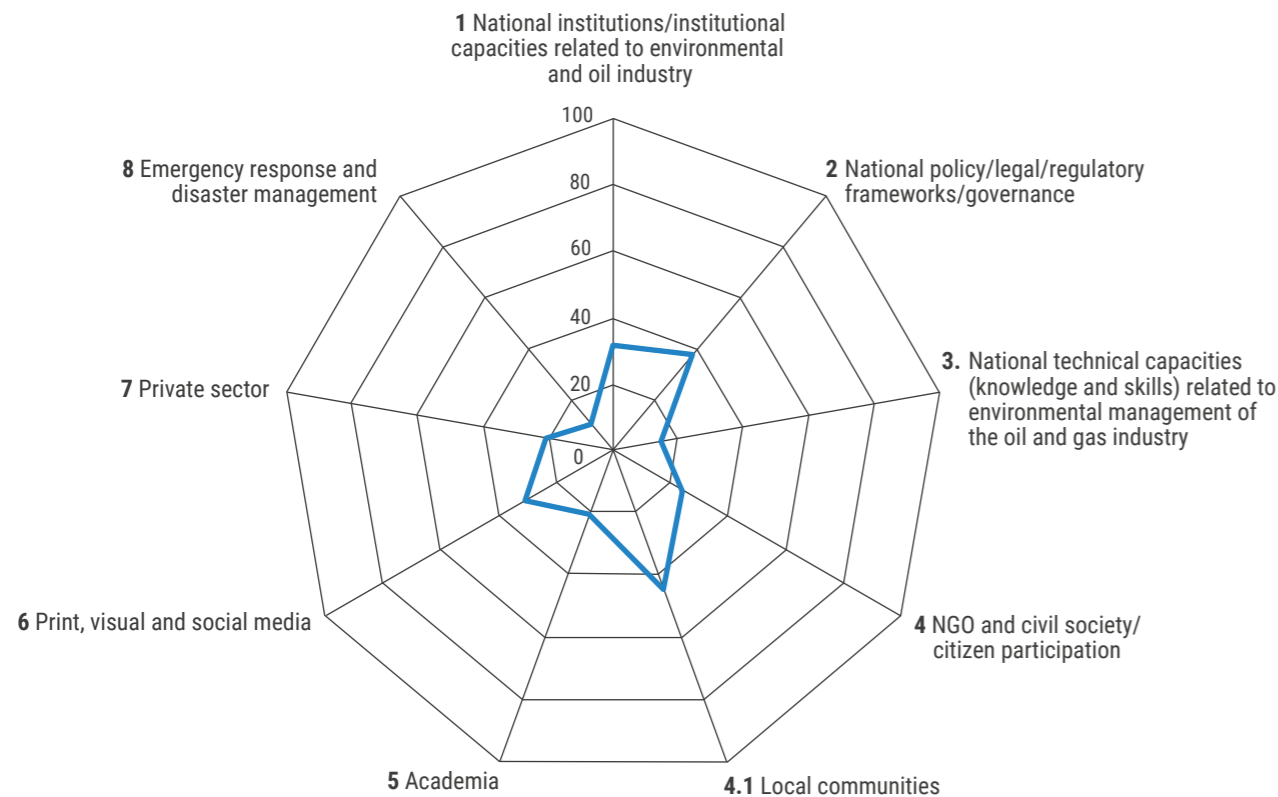 1 National institutions/institutional
capacities related to environmental
and oil industry
100
80
60
40
20
0
2 National policy/legal/regulatory
frameworks/governance
3. National technical capacities
(knowledge and skills) related to
environmental management of
the oil and gas industry
4 NGO and civil society/
citizen participation
4.1 Local communities
5 Academia
6 Print, visual and social media
7 Private sector
8 Emergency response and
disaster management